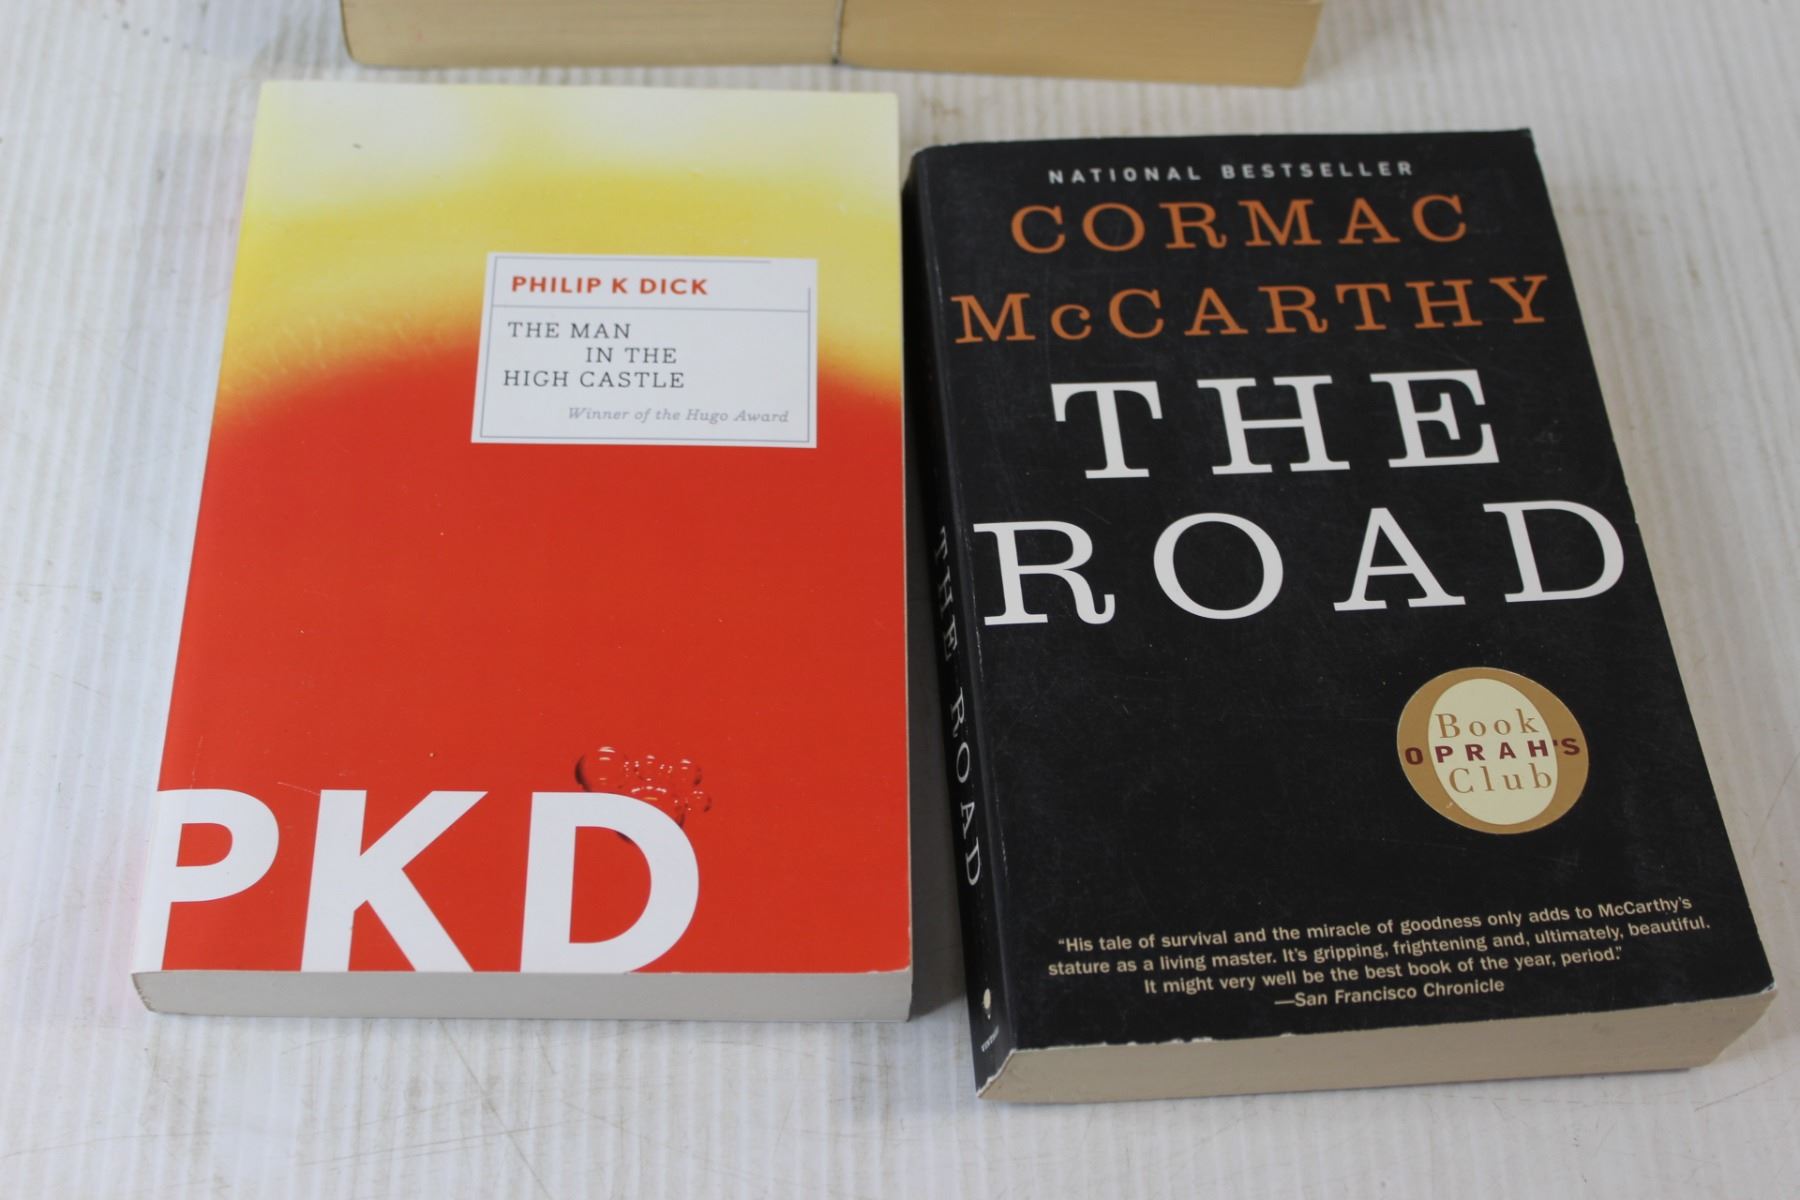 PHILIP K DICK
THE MAN
IN THE
HIGH CASTLE
Winner of the Hugo Award
PKD
NATIONAL BESTSELLER
CORMAC
McCARTHY
THE
ROAD
THE ROAD
Book
OPRAH'S
Club
“His tale of survival and the miracle of goodness only adds to McCarthy's
stature as a living master. It's gripping, frightening and, ultimately, beautiful.
It might very well be the best book of the year, period.”
—San Francisco Chronicle